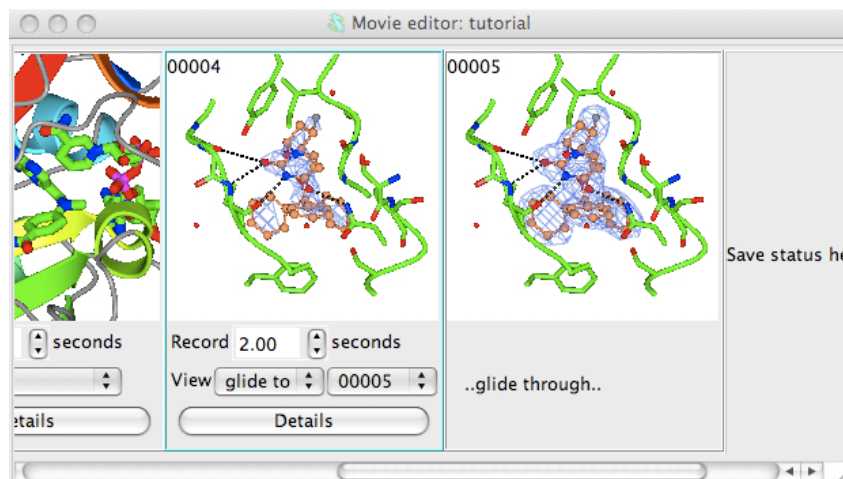 Movie editor: tutorial
00004
00005
Save status he
seconds
Record 2.00 seconds
View glide to 00005
..glide through..
etails
Details